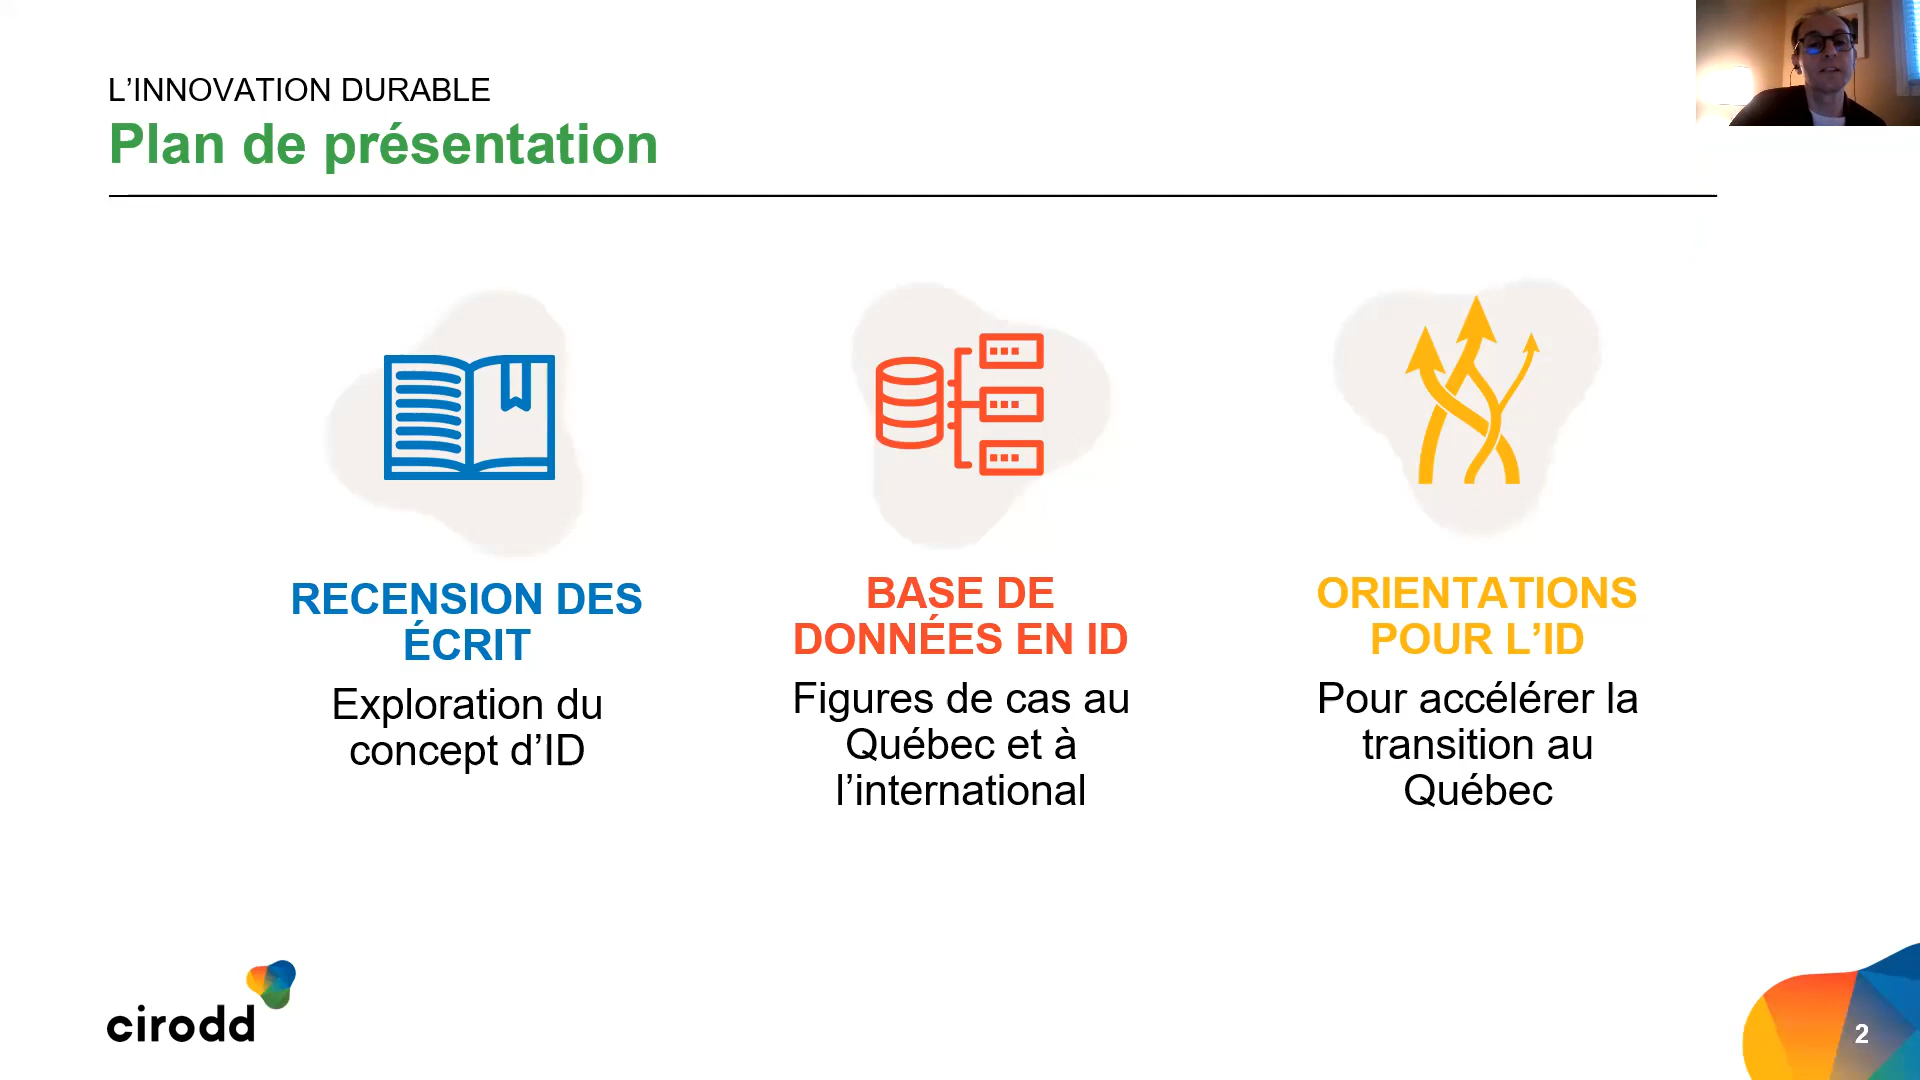 L’INNOVATION DURABLE
Plan de présentation
RECENSION DES
ÉCRIT
Exploration du
concept d’ID
BASE DE
DONNÉES EN ID
Figures de cas au
Québec et à
l’international
ORIENTATIONS
POUR L’ID
Pour accélérer la
transition au
Québec
cirodd
2